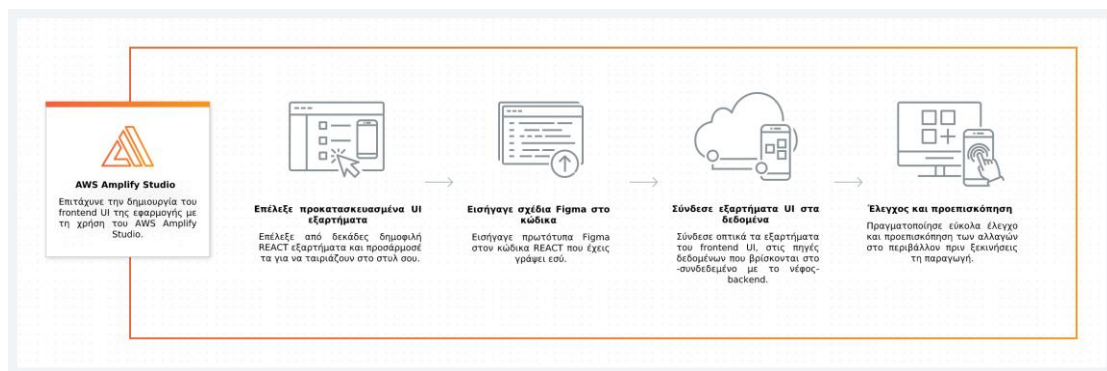 AWS Amplify Studio
Επιτάχυνε την δημιουργία του
frontend UI της εφαρμογής με
τη χρήση του AWS Amplify
Studio.
Επέλεξε προκατασκευασμένα UI
εξαρτήματα
Επέλεξε από δεκάδες δημοφιλή
REACT εξαρτήματα και προσάρμοσέ
τα για να ταιριάζουν στο στυλ σου.
Εισήγαγε σχέδια Figma στο
κώδικα
Εισήγαγε πρωτότυπα Figma
στον κώδικα REACT που έχεις
γράψει εσύ.
Σύνδεσε εξαρτήματα UI στα
δεδομένα
Σύνδεσε οπτικά τα εξαρτήματα
του frontend UI, στις πηγές
δεδομένων που βρίσκονται στο
-συνδεδεμένο με το νέφος-
backend.
Έλεγχος και προεπισκόπηση
Πραγματοποίησε εύκολα έλεγχο
και προεπισκόπηση των αλλαγών
στο περιβάλλον πριν ξεκινήσεις
τη παραγωγή.